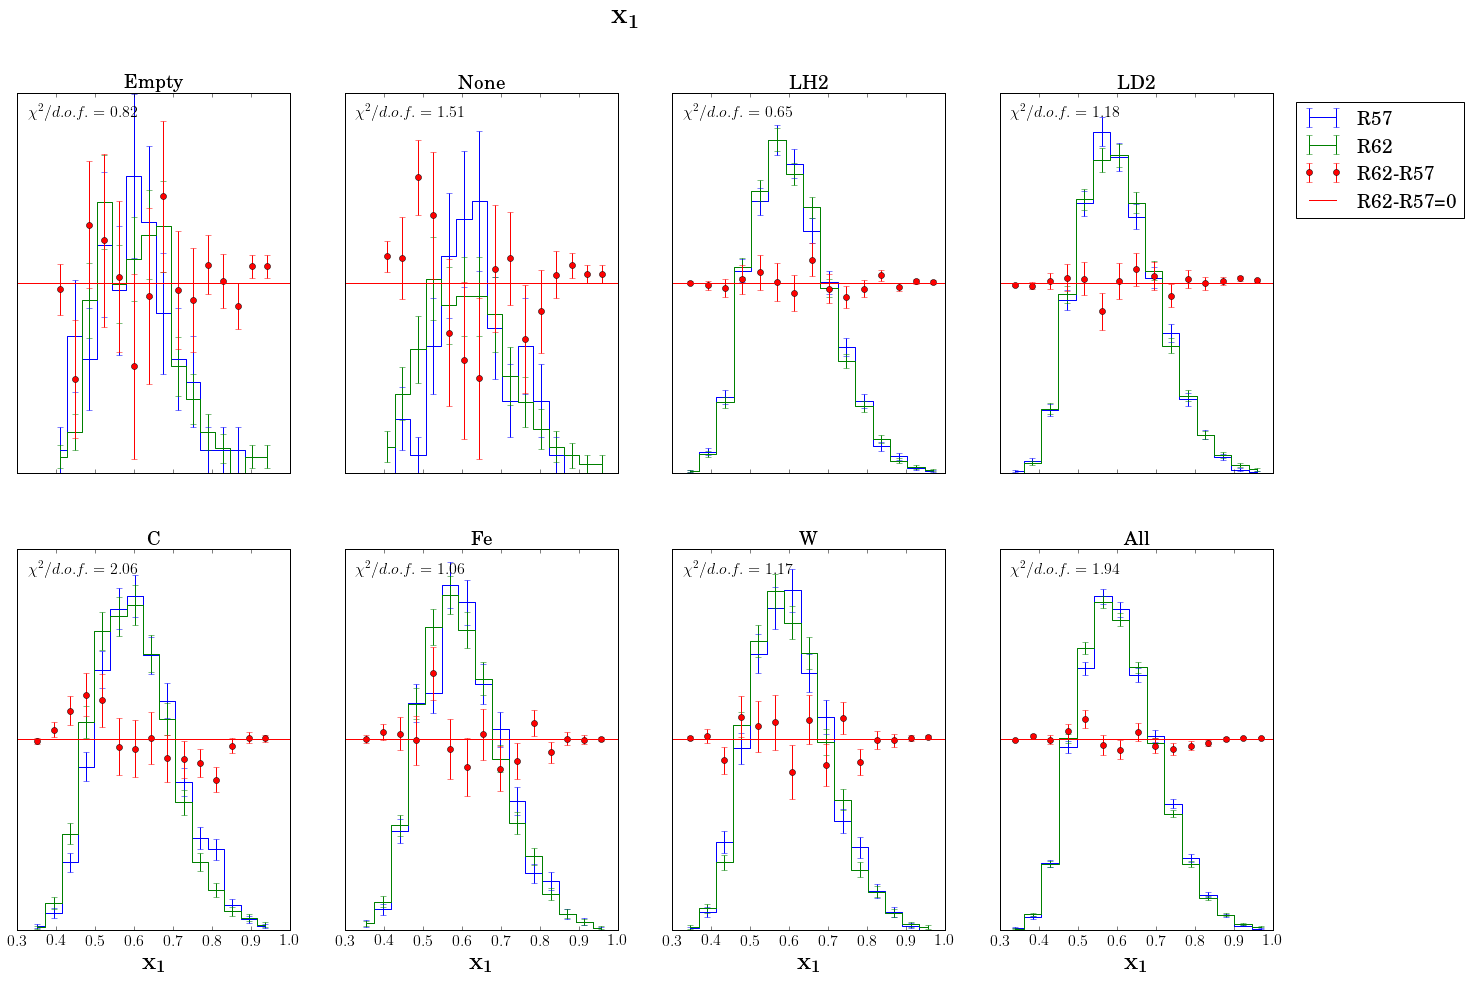 x₁
Empty
χ²/d.o.f. = 0.82
None
χ²/d.o.f. = 1.51
LH2
χ²/d.o.f. = 0.65
LD2
χ²/d.o.f. = 1.18
R57
R62
R62-R57
R62-R57=0
C
χ²/d.o.f. = 2.06
0.3 0.4 0.5 0.6 0.7 0.8 0.9 1.0
x₁
Fe
χ²/d.o.f. = 1.06
0.3 0.4 0.5 0.6 0.7 0.8 0.9 1.0
x₁
W
χ²/d.o.f. = 1.17
0.3 0.4 0.5 0.6 0.7 0.8 0.9 1.0
x₁
All
χ²/d.o.f. = 1.94
0.3 0.4 0.5 0.6 0.7 0.8 0.9 1.0
x₁